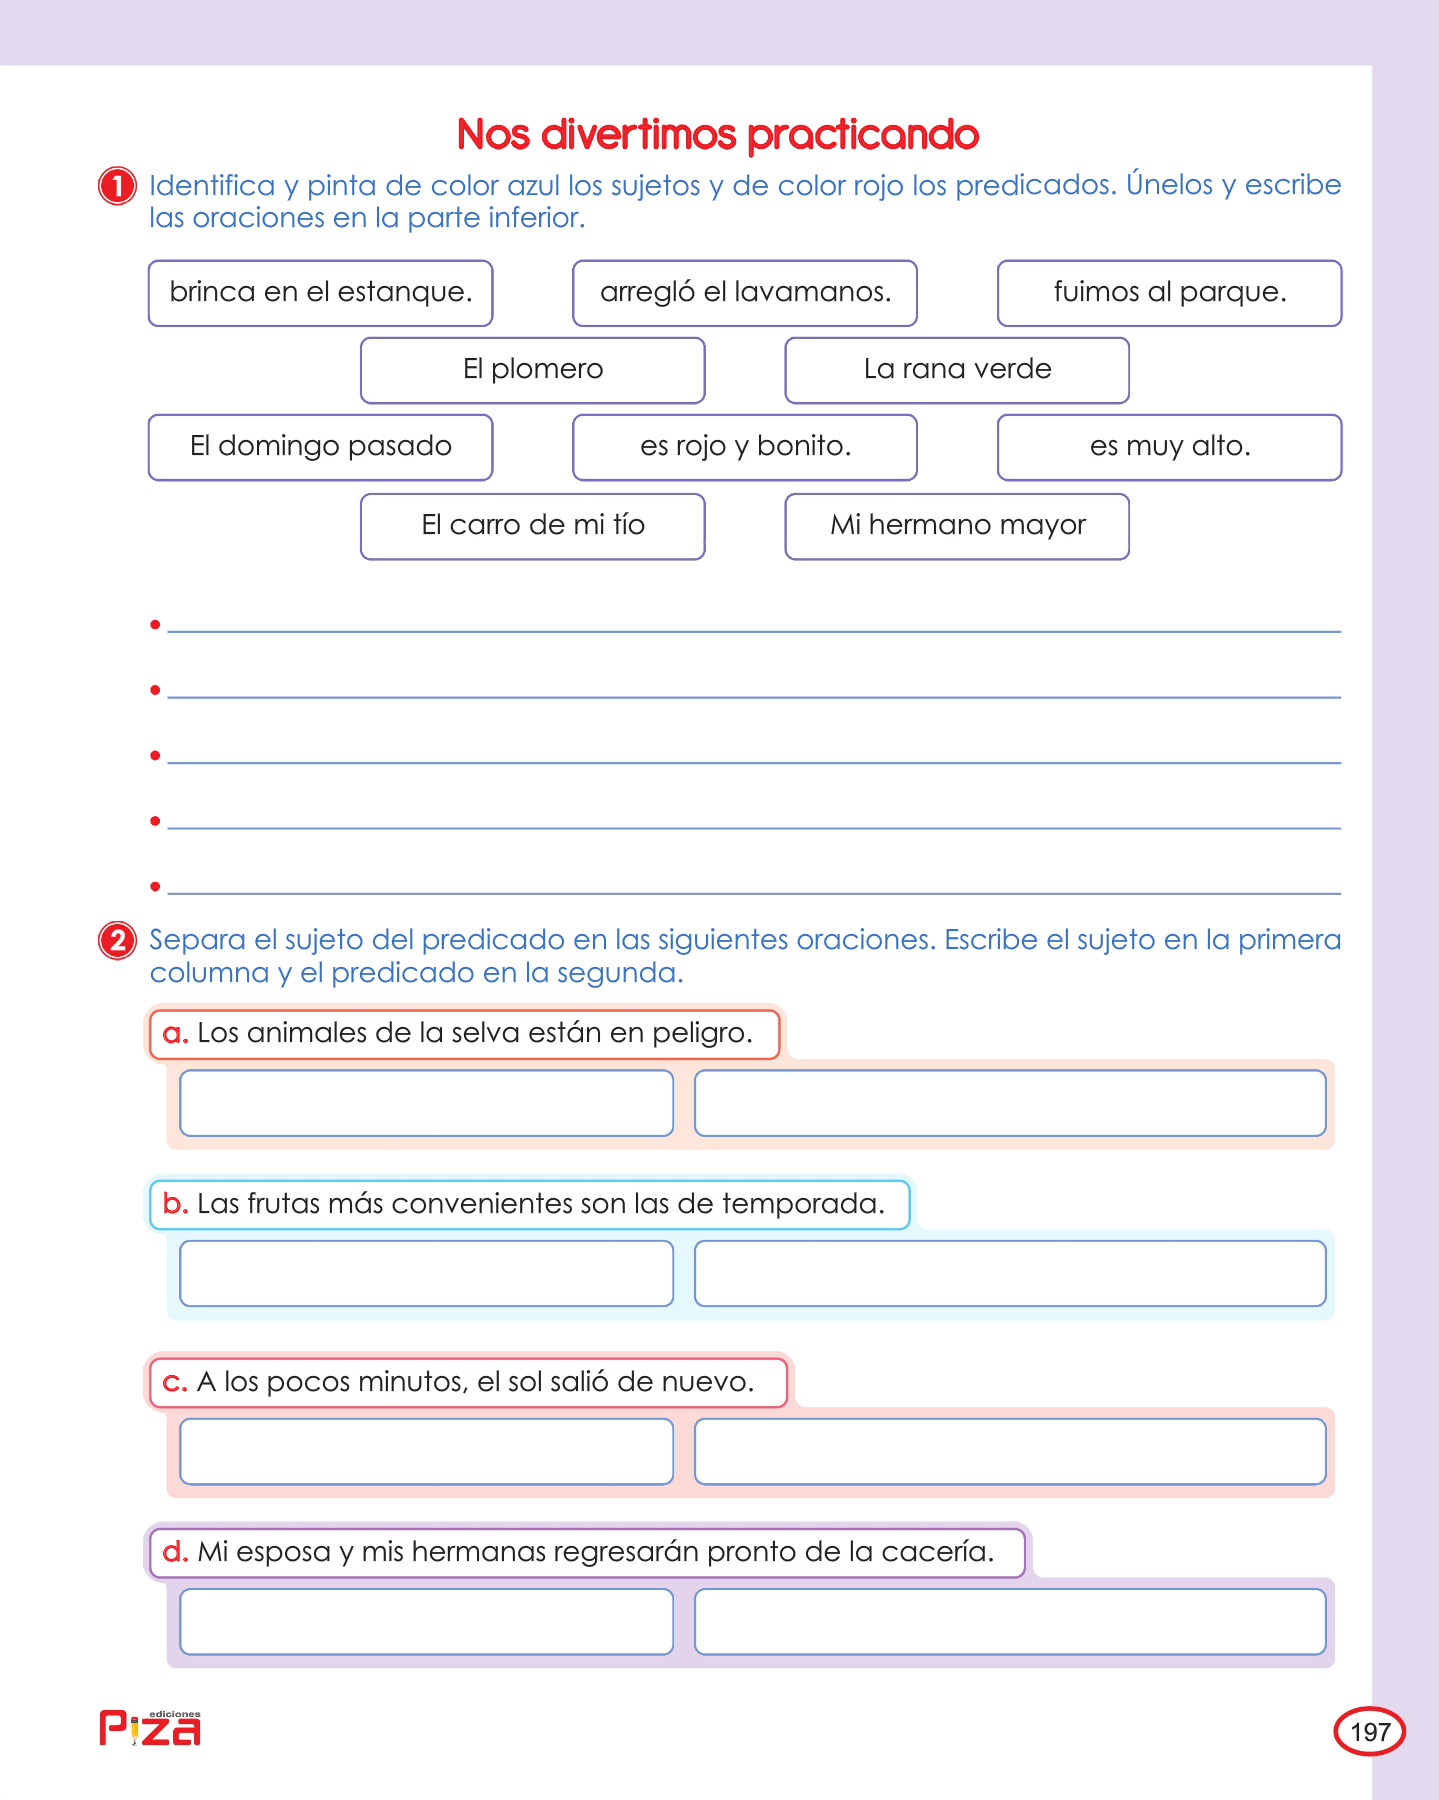 Nos divertimos practicando
1 Identifica y pinta de color azul los sujetos y de color rojo los predicados. Únelos y escribe
las oraciones en la parte inferior.
brinca en el estanque. arregló el lavamanos. fuimos al parque.
El plomero La rana verde
El domingo pasado es rojo y bonito. es muy alto.
El carro de mi tío Mi hermano mayor
•
•
•
•
•
2 Separa el sujeto del predicado en las siguientes oraciones. Escribe el sujeto en la primera
columna y el predicado en la segunda.
a. Los animales de la selva están en peligro.
b. Las frutas más convenientes son las de temporada.
c. A los pocos minutos, el sol salió de nuevo.
d. Mi esposa y mis hermanas regresarán pronto de la cacería.
ediciones
Piza
197